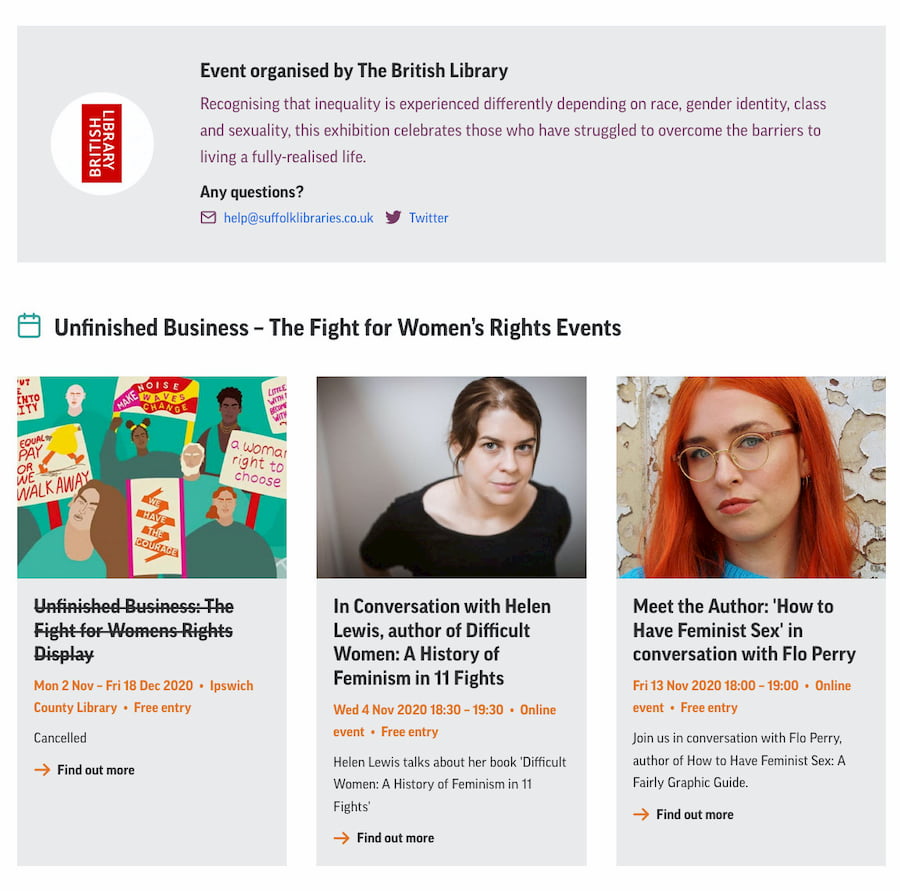 Event organised by The British Library
LIBRARY
BRITISH
Recognising that inequality is experienced differently depending on race, gender identity, class
and sexuality, this exhibition celebrates those who have struggled to overcome the barriers to
living a fully-realised life.
Any questions?
help@suffolklibraries.co.uk Twitter
Unfinished Business – The Fight for Women's Rights Events
INTO
NOISE
MAKE WAVES
CHANGE
EQUAL
PAY
OR
WE
WALK AWAY
a woman
right to
choose
WE
HAVE
THE
COURAGE
Unfinished Business: The
Fight for Womens Rights
Display
Mon 2 Nov – Fri 18 Dec 2020 • Ipswich
County Library • Free entry
Cancelled
Find out more
In Conversation with Helen
Lewis, author of Difficult
Women: A History of
Feminism in 11 Fights
Wed 4 Nov 2020 18:30 – 19:30 • Online
event • Free entry
Helen Lewis talks about her book 'Difficult
Women: A History of Feminism in 11
Fights'
Find out more
Meet the Author: 'How to
Have Feminist Sex' in
conversation with Flo Perry
Fri 13 Nov 2020 18:00 – 19:00 • Online
event • Free entry
Join us in conversation with Flo Perry,
author of How to Have Feminist Sex: A
Fairly Graphic Guide.
Find out more